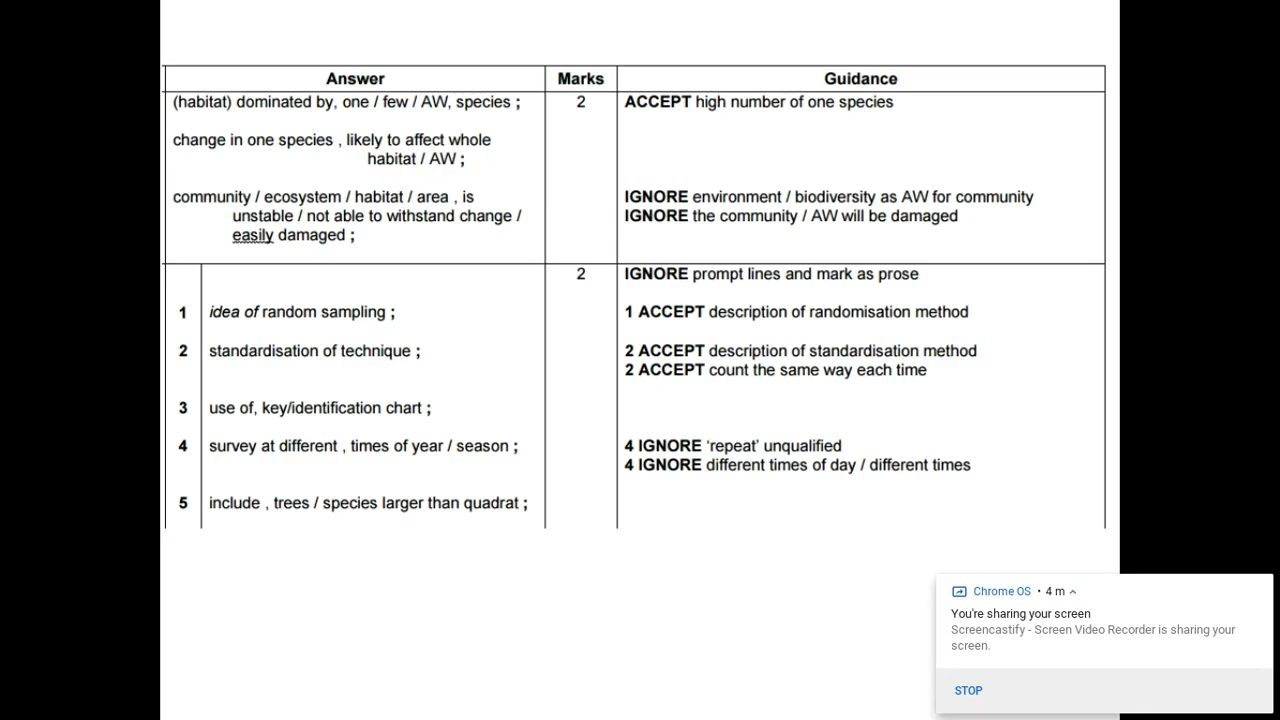 Answer Marks Guidance
(habitat) dominated by, one / few / AW, species ; 2 ACCEPT high number of one species
change in one species , likely to affect whole
habitat / AW ;
community / ecosystem / habitat / area , is IGNORE environment / biodiversity as AW for community
unstable / not able to withstand change / IGNORE the community / AW will be damaged
easily damaged ;
2 IGNORE prompt lines and mark as prose
1 idea of random sampling ; 1 ACCEPT description of randomisation method
2 standardisation of technique ; 2 ACCEPT description of standardisation method
2 ACCEPT count the same way each time
3 use of, key/identification chart ;
4 survey at different , times of year / season ; 4 IGNORE ‘repeat’ unqualified
4 IGNORE different times of day / different times
5 include , trees / species larger than quadrat ;
Chrome OS • 4 m
You're sharing your screen
Screencastify - Screen Video Recorder is sharing your
screen.
STOP